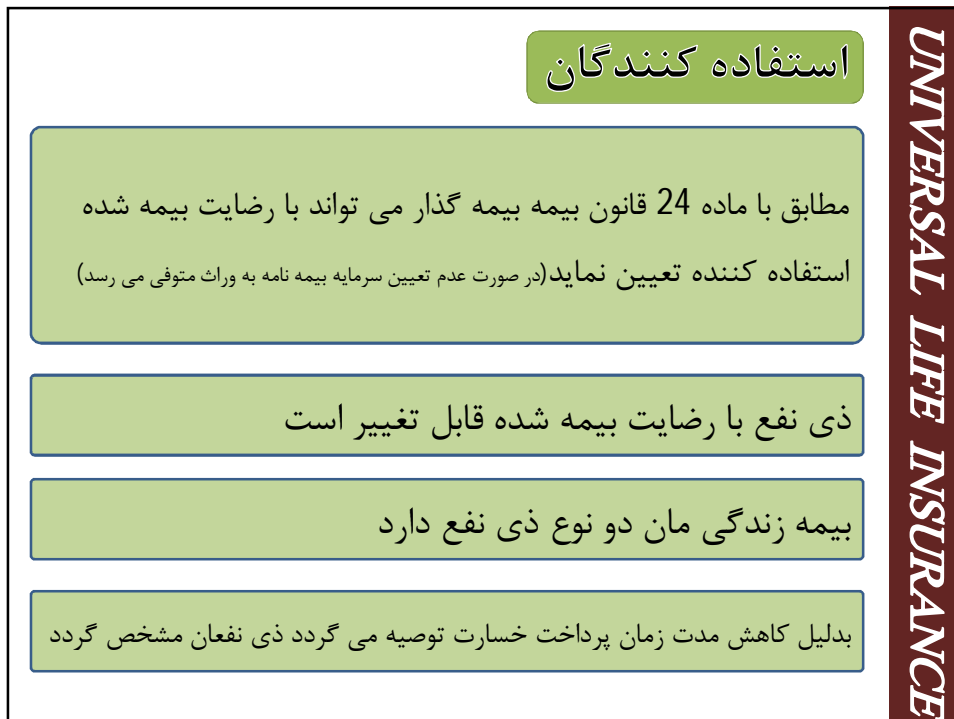 استفاده کنندگان
مطابق با ماده 24 قانون بیمه بیمه گذار می تواند با رضایت بیمه شده
استفاده کننده تعیین نماید(در صورت عدم تعیین سرمایه بیمه نامه به وراث متوفی می رسد)
ذی نفع با رضایت بیمه شده قابل تغییر است
بیمه زندگی مان دو نوع ذی نفع دارد
بدلیل کاهش مدت زمان پرداخت خسارت توصیه می گردد ذی نفعان مشخص گردد
UNIVERSAL LIFE INSURANCE